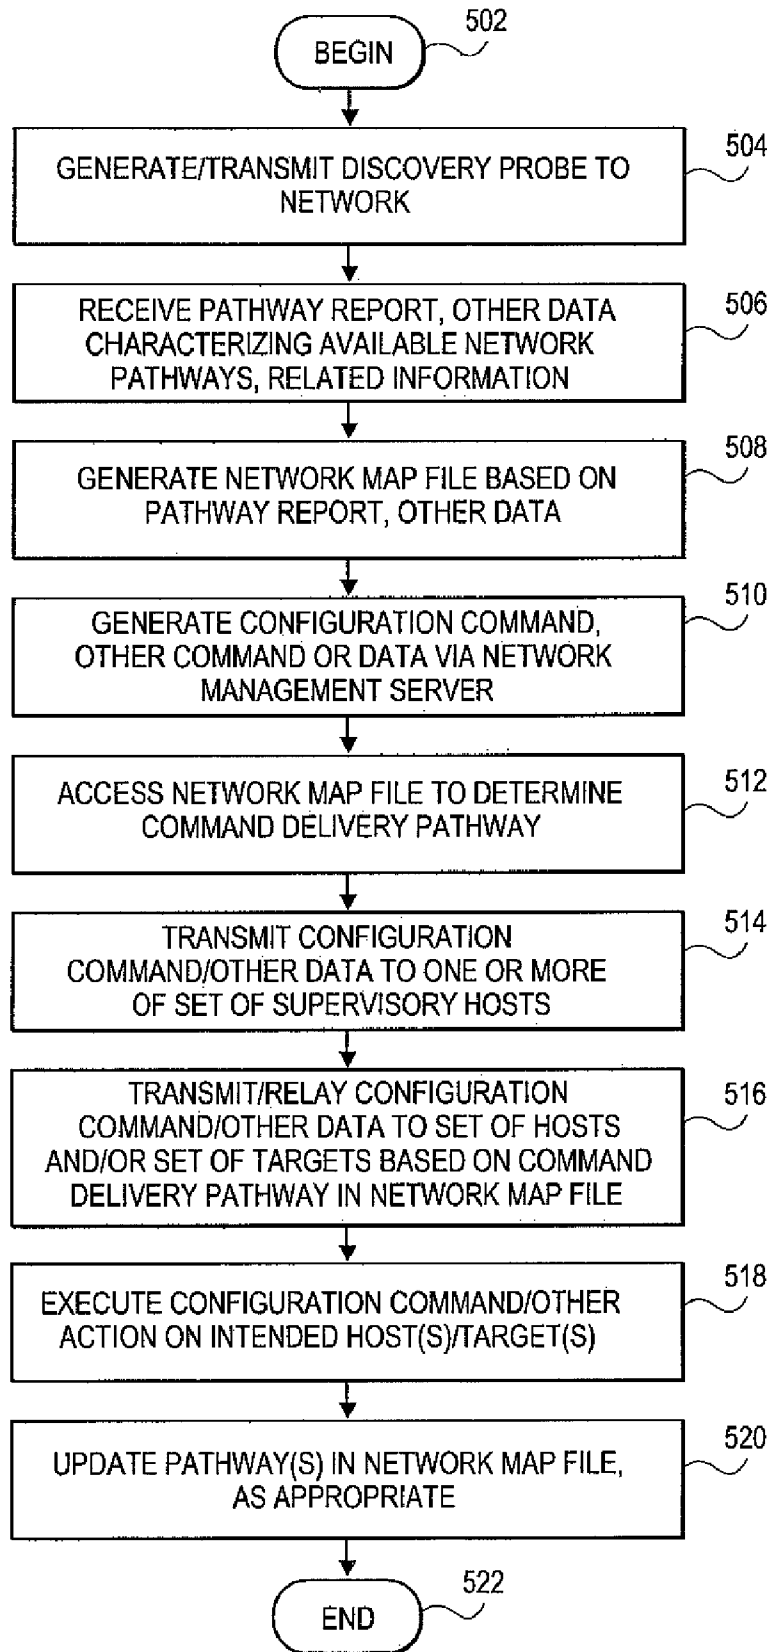 BEGIN
502
GENERATE/TRANSMIT DISCOVERY PROBE TO
NETWORK
504
RECEIVE PATHWAY REPORT, OTHER DATA
CHARACTERIZING AVAILABLE NETWORK
PATHWAYS, RELATED INFORMATION
506
GENERATE NETWORK MAP FILE BASED ON
PATHWAY REPORT, OTHER DATA
508
GENERATE CONFIGURATION COMMAND,
OTHER COMMAND OR DATA VIA NETWORK
MANAGEMENT SERVER
510
ACCESS NETWORK MAP FILE TO DETERMINE
COMMAND DELIVERY PATHWAY
512
TRANSMIT CONFIGURATION
COMMAND/OTHER DATA TO ONE OR MORE
OF SET OF SUPERVISORY HOSTS
514
TRANSMIT/RELAY CONFIGURATION
COMMAND/OTHER DATA TO SET OF HOSTS
AND/OR SET OF TARGETS BASED ON COMMAND
DELIVERY PATHWAY IN NETWORK MAP FILE
516
EXECUTE CONFIGURATION COMMAND/OTHER
ACTION ON INTENDED HOST(S)/TARGET(S)
518
UPDATE PATHWAY(S) IN NETWORK MAP FILE,
AS APPROPRIATE
520
END
522